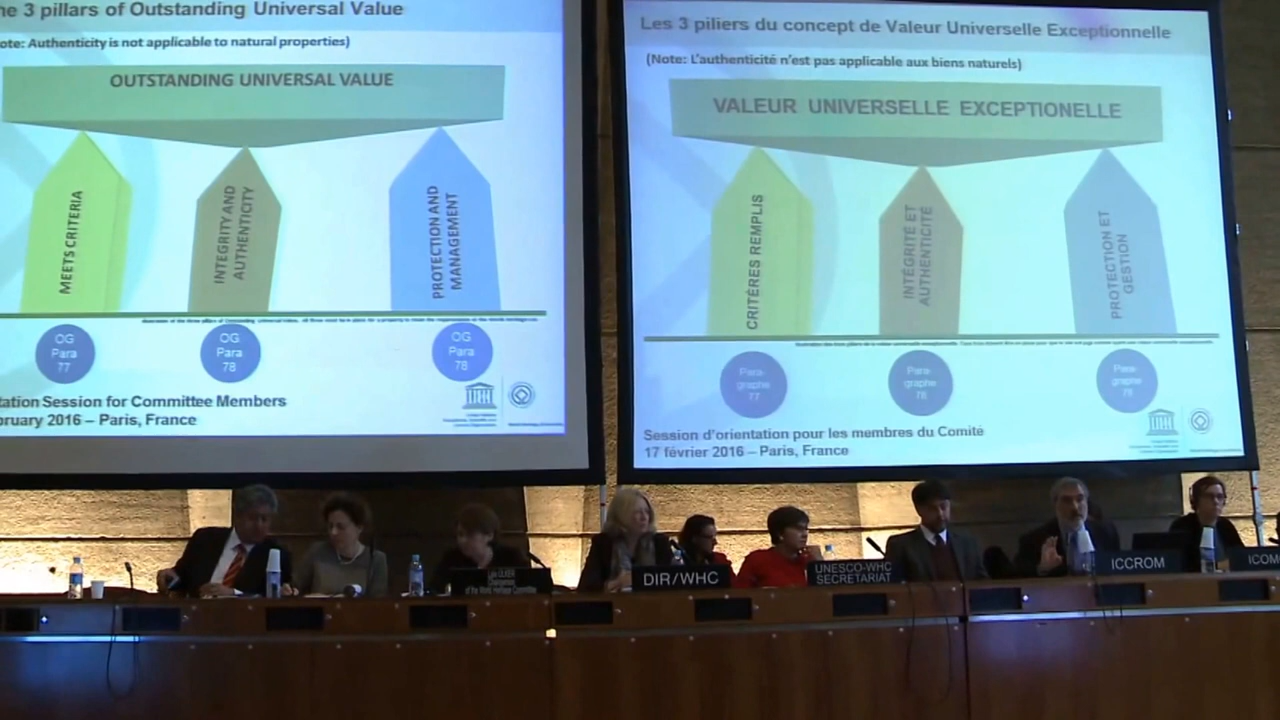 he 3 pillars of Outstanding Universal Value
ote: Authenticity is not applicable to natural properties)
OUTSTANDING UNIVERSAL VALUE
MEETS CRITERIA
INTEGRITY AND
AUTHENTICITY
PROTECTION AND
MANAGEMENT
OG
Para
77
OG
Para
78
OG
Para
78
tation Session for Committee Members
bruary 2016 – Paris, France
Les 3 piliers du concept de Valeur Universelle Exceptionnelle
(Note: L'authenticité n'est pas applicable aux biens naturels)
VALEUR UNIVERSELLE EXCEPTIONELLE
CRITÈRES REMPLIS
INTÉGRITÉ ET
AUTHENTICITÉ
PROTECTION ET
GESTION
Para-
graphe
77
Para-
graphe
78
Para-
graphe
78
Session d'orientation pour les membres du Comité
17 février 2016 – Paris, France
of the World Heritage Committee
DIR/WHC
UNESCO-WHC
SECRETARIAT
ICCROM
ICOM